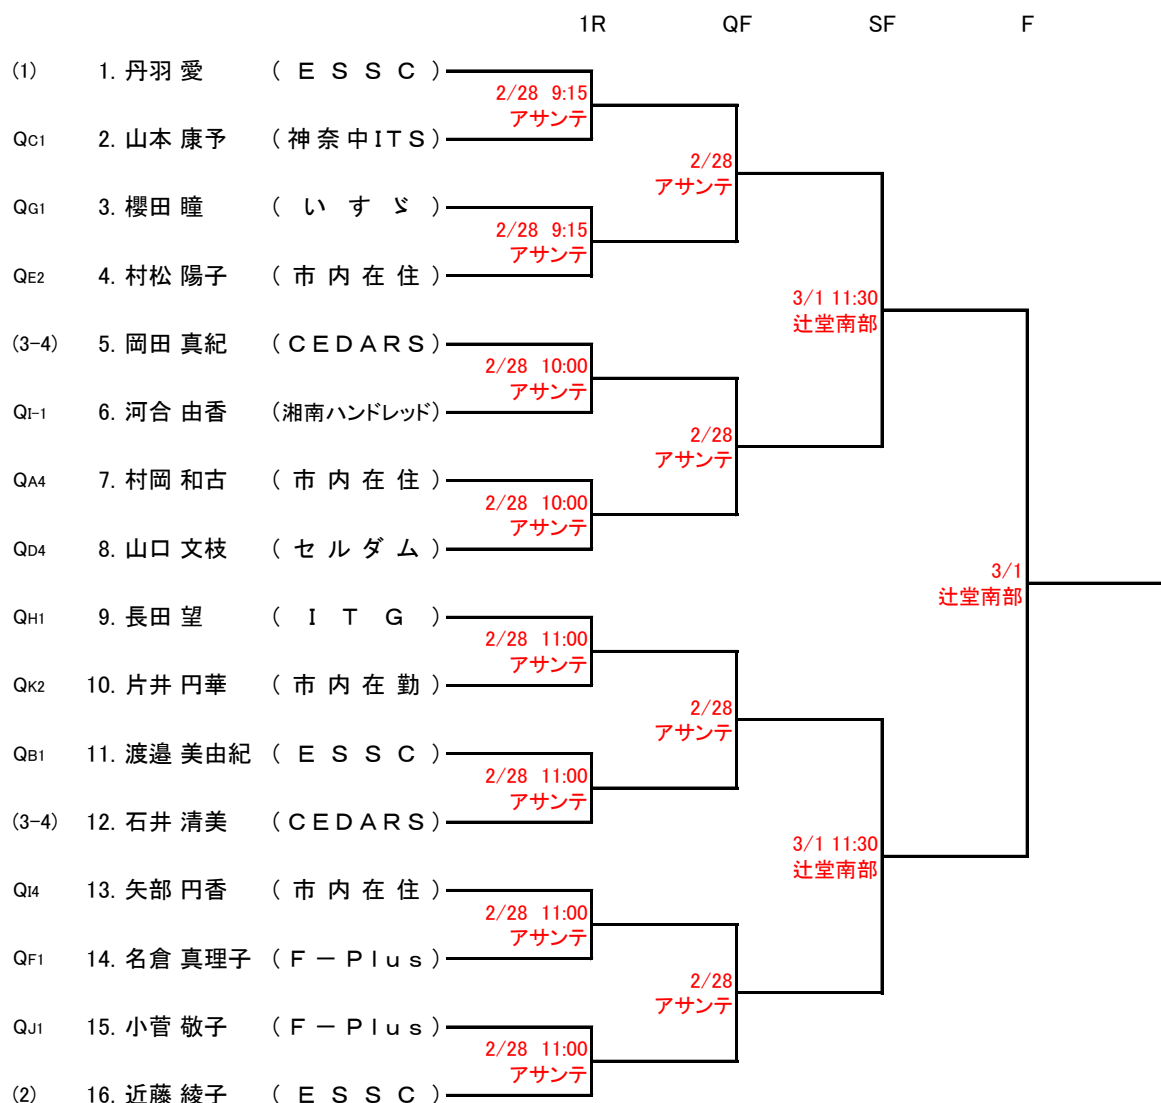 1R QF SF F
(1) 1. 丹羽 愛 ( E S S C )
2/28 9:15
アサンテ
QC1 2. 山本 康予 (神奈中ITS)
2/28
アサンテ
QG1 3. 櫻田 瞳 ( い す ゞ )
2/28 9:15
アサンテ
QE2 4. 村松 陽子 ( 市 内 在 住 )
3/1 11:30
辻堂南部
(3-4) 5. 岡田 真紀 (CEDARS)
2/28 10:00
アサンテ
QI-1 6. 河合 由香 (湘南ハンドレッド)
2/28
アサンテ
QA4 7. 村岡 和古 ( 市 内 在 住 )
2/28 10:00
アサンテ
QD4 8. 山口 文枝 ( セ ル ダ ム )
3/1
辻堂南部
QH1 9. 長田 望 ( I T G )
2/28 11:00
アサンテ
QK2 10. 片井 円華 ( 市 内 在 勤 )
2/28
アサンテ
QB1 11. 渡邉 美由紀 ( E S S C )
2/28 11:00
アサンテ
(3-4) 12. 石井 清美 (CEDARS)
3/1 11:30
辻堂南部
QI4 13. 矢部 円香 ( 市 内 在 住 )
2/28 11:00
アサンテ
QF1 14. 名倉 真理子 (F-Plus)
2/28
アサンテ
QJ1 15. 小菅 敬子 (F-Plus)
2/28 11:00
アサンテ
(2) 16. 近藤 綾子 ( E S S C )